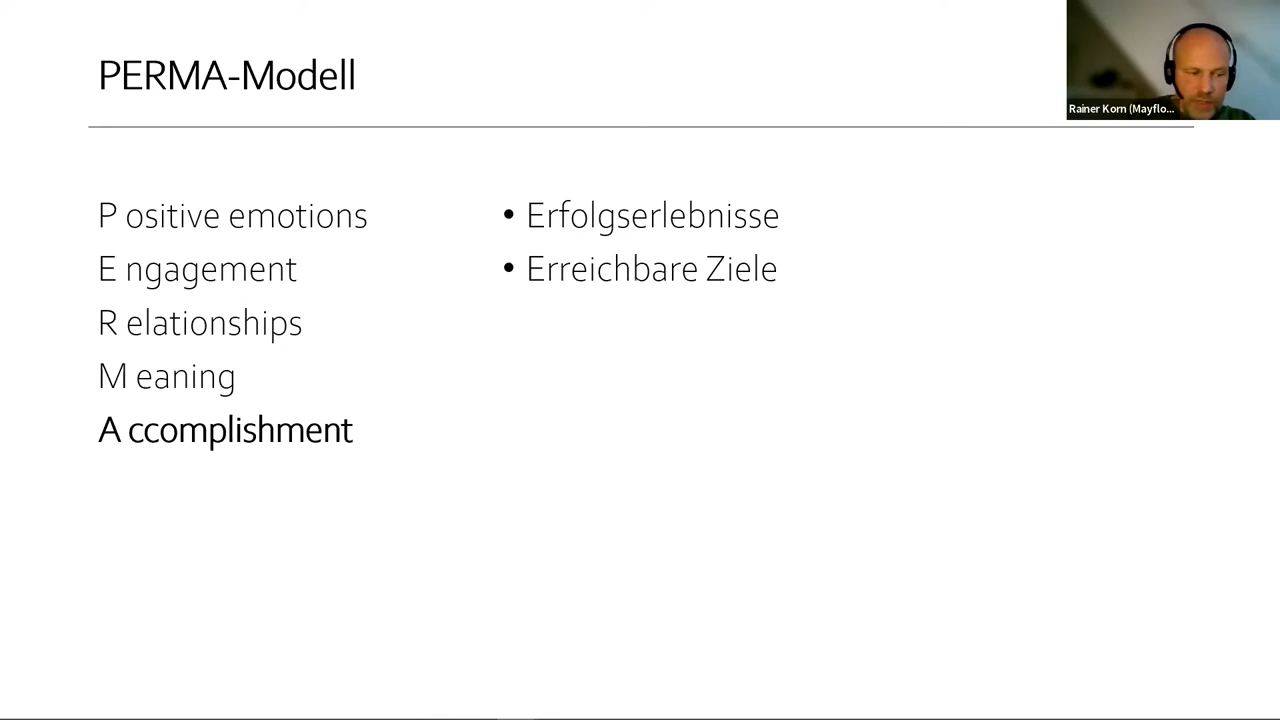 PERMA-Modell
Rainer Korn (Mayflo...
P ositive emotions
E ngagement
R elationships
M eaning
A ccomplishment
• Erfolgserlebnisse
• Erreichbare Ziele